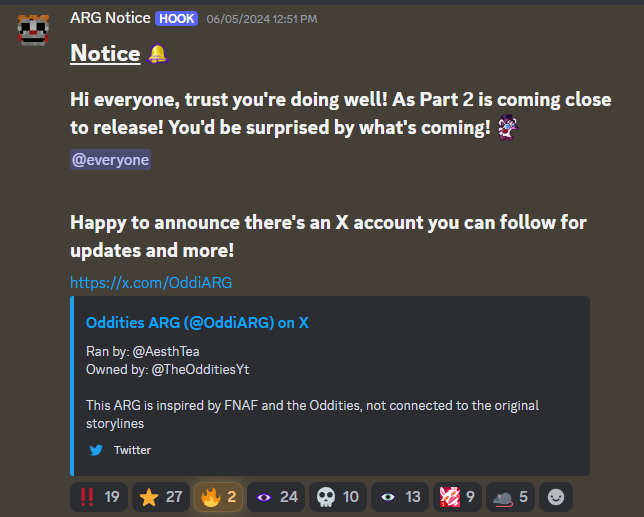 ARG Notice HOOK 06/05/2024 12:51 PM
Notice
Hi everyone, trust you're doing well! As Part 2 is coming close
to release! You'd be surprised by what's coming!
@everyone
Happy to announce there's an X account you can follow for
updates and more!
https://x.com/OddiARG
Oddities ARG (@OddiARG) on X
Ran by: @AesthTea
Owned by: @TheOdditiesYt
This ARG is inspired by FNAF and the Oddities, not connected to the original
storylines
Twitter
19 27 2 24 10 13 9 5